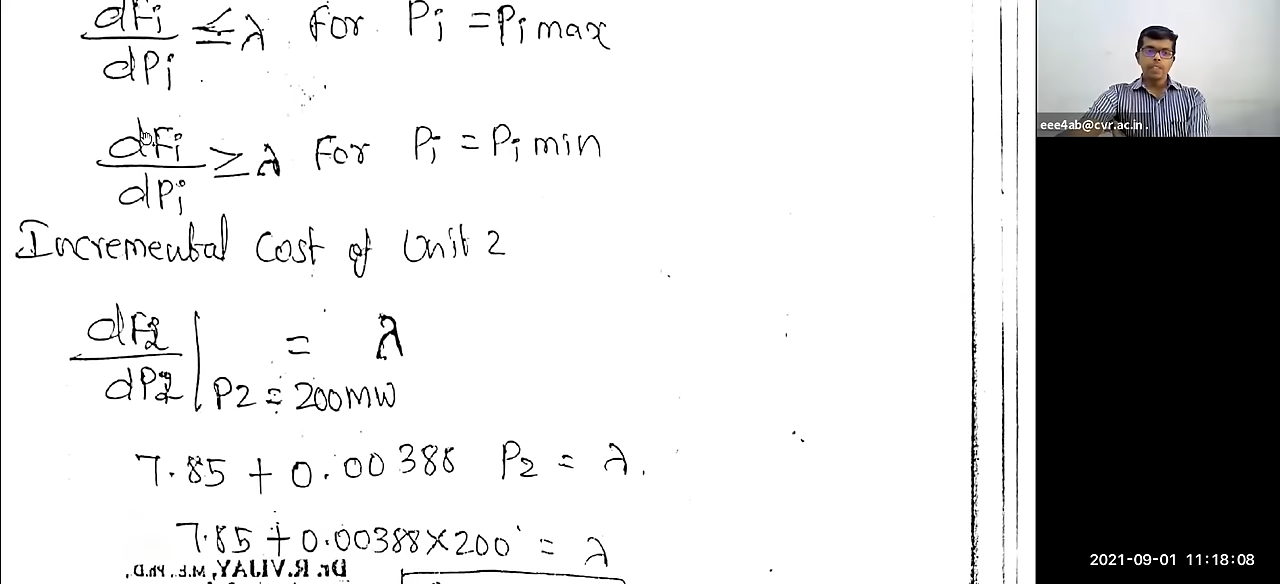 dFi/dPi ≤ λ for Pi = Pi max
dFi/dPi ≥ λ for Pi = Pi min
Incremental Cost of Unit 2
dF2/dP2 | P2 = 200MW = λ
7.85 + 0.00388 P2 = λ.
7.85 + 0.00388 × 200 = λ
Dr. R.VIJAY, M.E., Ph.D.,
eee4ab@cvr.ac.in
2021-09-01 11:18:08